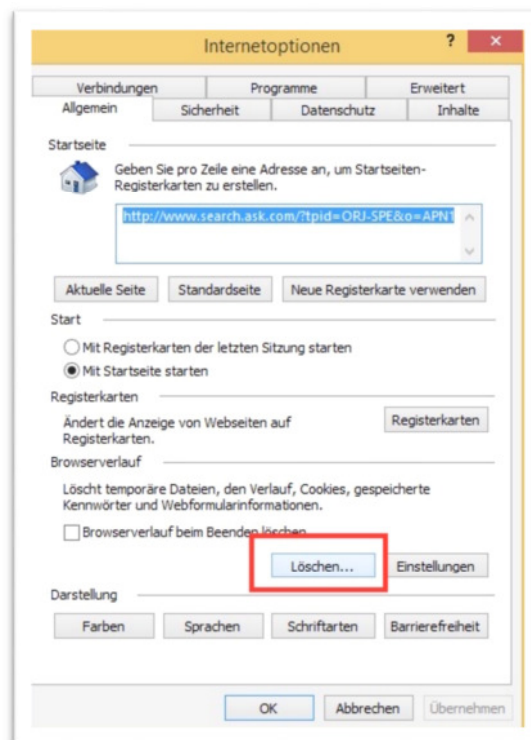 Internetoptionen ? ×
Verbindungen Programme Erweitert
Allgemein Sicherheit Datenschutz Inhalte
Startseite
Geben Sie pro Zeile eine Adresse an, um Startseiten-
Registerkarten zu erstellen.
http://www.search.ask.com/?tpid=ORJ-SPE&o=APN1
Aktuelle Seite Standardseite Neue Registerkarte verwenden
Start
Mit Registerkarten der letzten Sitzung starten
Mit Startseite starten
Registerkarten
Ändert die Anzeige von Webseiten auf
Registerkarten.
Registerkarten
Browserverlauf
Löscht temporäre Dateien, den Verlauf, Cookies, gespeicherte
Kennwörter und Webformularinformationen.
Browserverlauf beim Beenden löschen
Löschen... Einstellungen
Darstellung
Farben Sprachen Schriftarten Barrierefreiheit
OK Abbrechen Übernehmen